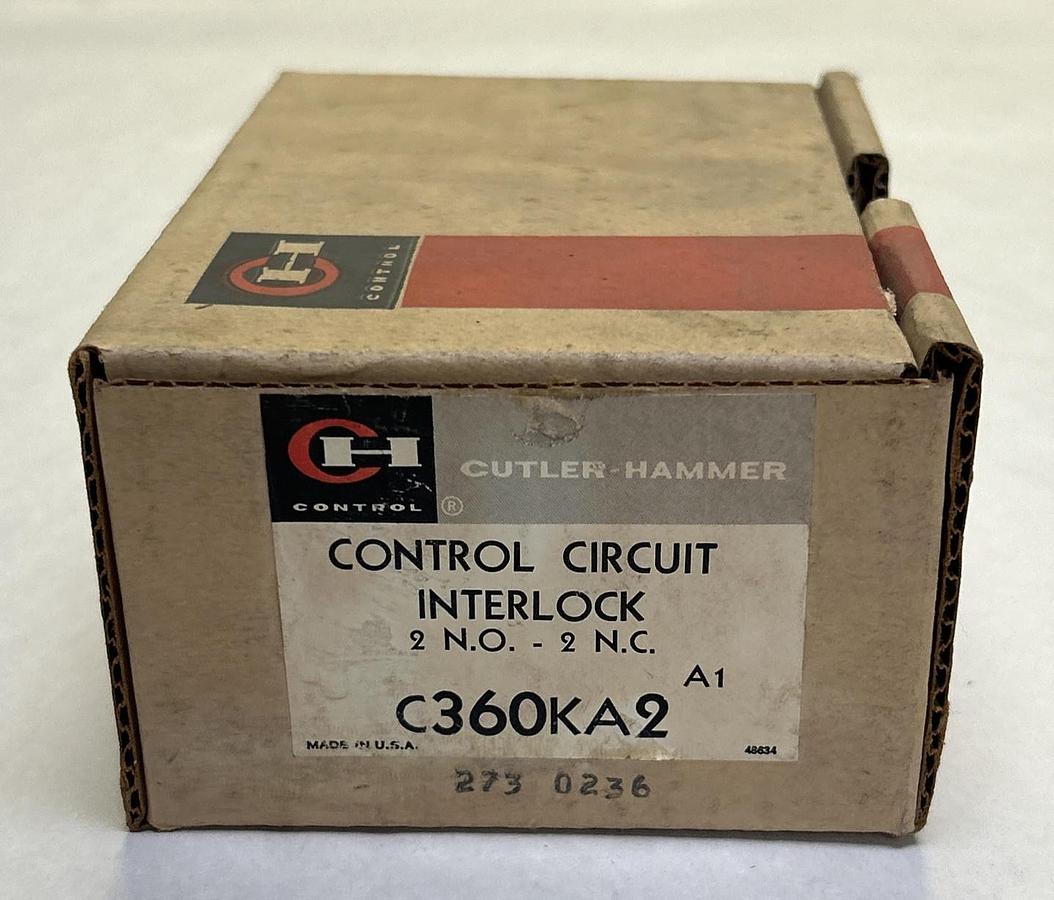 CH
CONTROL
CH
CONTROL ®
CUTLER-HAMMER
CONTROL CIRCUIT
INTERLOCK
2 N.O. - 2 N.C.
A1
C360KA2
MADE IN U.S.A. 48634
273 0236